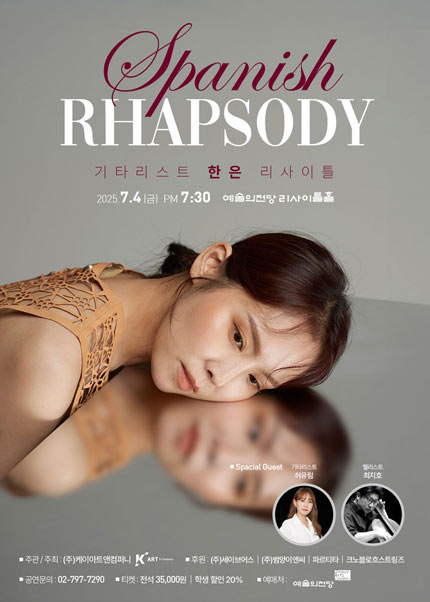 Spanish
RHAPSODY
기타리스트 한은 리사이틀
2025 7.4 (금) PM 7:30 예술의전당 리사이틀홀
Special Guest
기타리스트
허유림
첼리스트
최지호
■ 주관 / 주최 : (주)케이아트앤컴퍼니 K ART ■ 후원 : (주)세이브어스 | (주)범양이앤씨 | 파르티타 | 크노블로흐스트링즈
■ 공연문의 : 02-797-7290 ■ 티켓 : 전석 35,000원 | 학생 할인 20% ■ 예매처 : 예술의전당